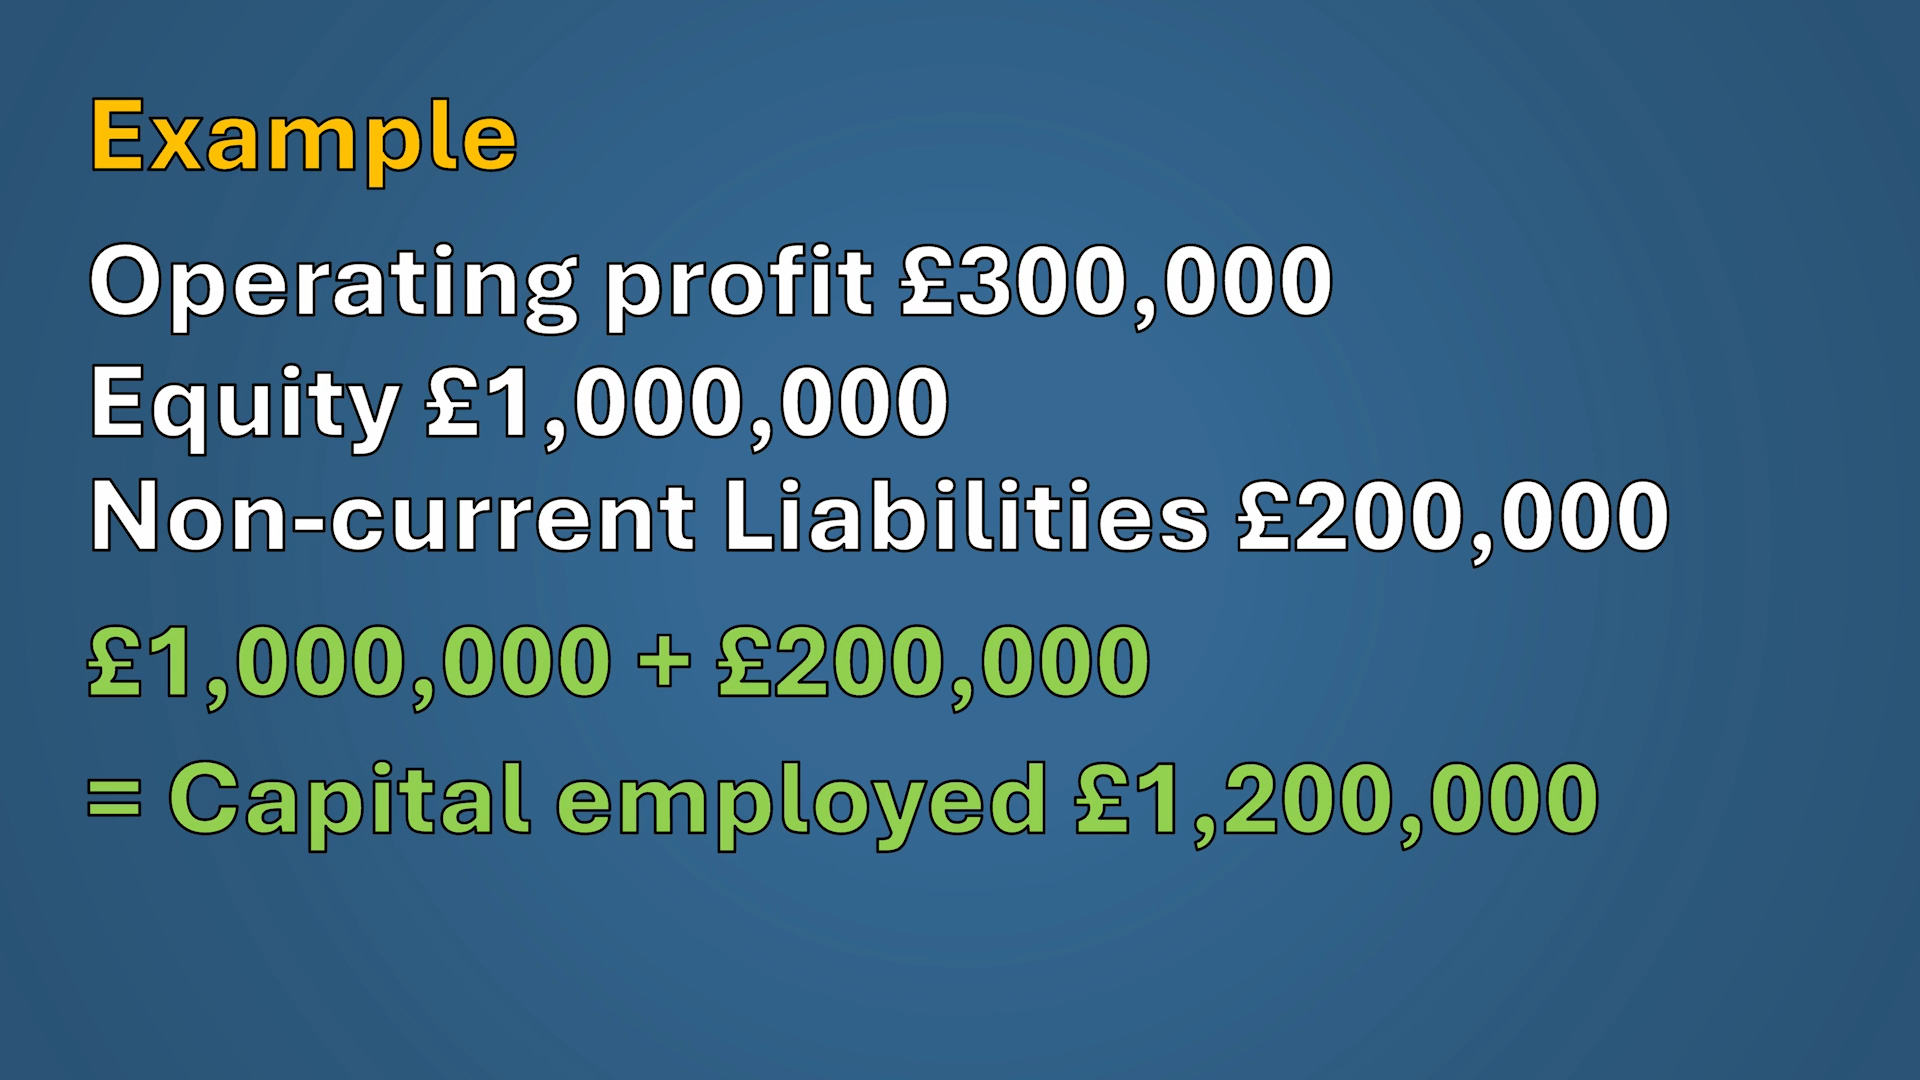 Example
Operating profit £300,000
Equity £1,000,000
Non-current Liabilities £200,000
£1,000,000 + £200,000
= Capital employed £1,200,000